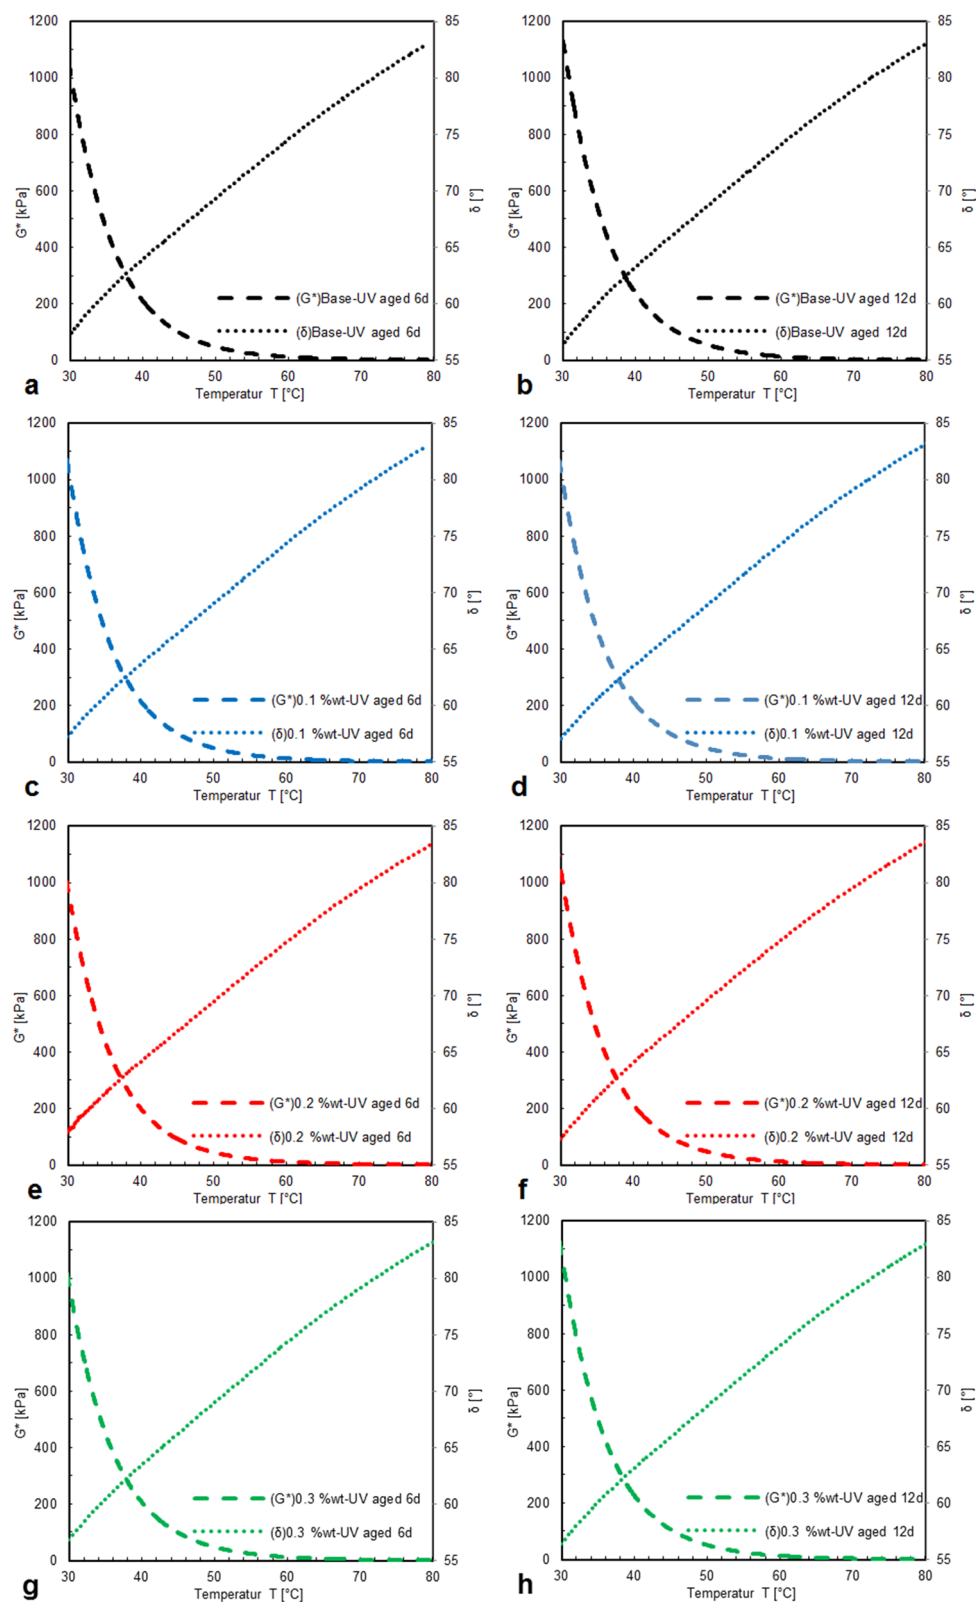 1200 85 1200 85
1000 80 1000 80
800 75 800 75
600 70 600 70
400 65 400 65
200 60 200 60
0 55 0 55
G* [kPa] δ [°] G* [kPa] δ [°]
(G*)Base-UV aged 6d (G*)Base-UV aged 12d
(δ)Base-UV aged 6d (δ)Base-UV aged 12d
30 40 50 60 70 80 30 40 50 60 70 80
a Temperatur T [°C] b Temperatur T [°C]
1200 85 1200 85
1000 80 1000 80
800 75 800 75
600 70 600 70
400 65 400 65
200 60 200 60
0 55 0 55
G* [kPa] δ [°] G* [kPa] δ [°]
(G*)0.1 %wt-UV aged 6d (G*)0.1 %wt-UV aged 12d
(δ)0.1 %wt-UV aged 6d (δ)0.1 %wt-UV aged 12d
30 40 50 60 70 80 30 40 50 60 70 80
c Temperatur T [°C] d Temperatur T [°C]
1200 85 1200 85
1000 80 1000 80
800 75 800 75
600 70 600 70
400 65 400 65
200 60 200 60
0 55 0 55
G* [kPa] δ [°] G* [kPa] δ [°]
(G*)0.2 %wt-UV aged 6d (G*)0.2 %wt-UV aged 12d
(δ)0.2 %wt-UV aged 6d (δ)0.2 %wt-UV aged 12d
30 40 50 60 70 80 30 40 50 60 70 80
e Temperatur T [°C] f Temperatur T [°C]
1200 85 1200 85
1000 80 1000 80
800 75 800 75
600 70 600 70
400 65 400 65
200 60 200 60
0 55 0 55
G* [kPa] δ [°] G* [kPa] δ [°]
(G*)0.3 %wt-UV aged 6d (G*)0.3 %wt-UV aged 12d
(δ)0.3 %wt-UV aged 6d (δ)0.3 %wt-UV aged 12d
30 40 50 60 70 80 30 40 50 60 70 80
g Temperatur T [°C] h Temperatur T [°C]